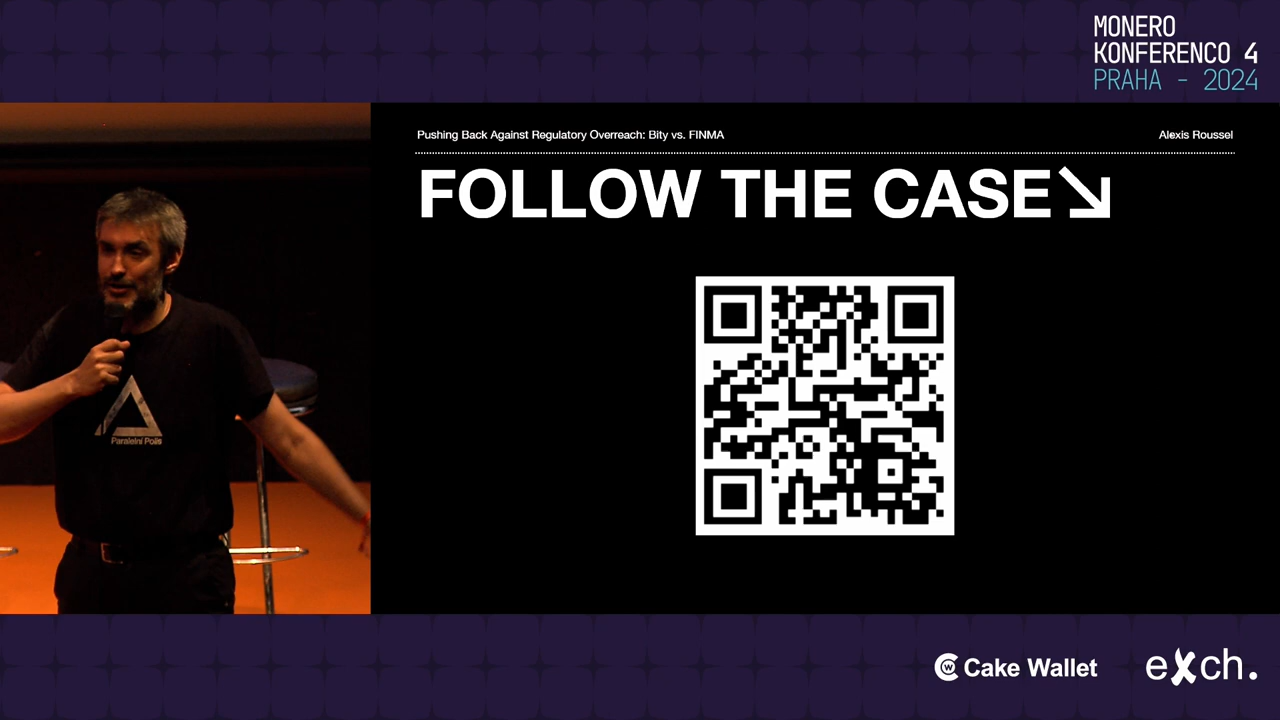 MONERO
KONFERENCO 4
PRAHA - 2024
Pushing Back Against Regulatory Overreach: Bity vs. FINMA
Alexis Roussel
FOLLOW THE CASE
Paralelní Polis
Cake Wallet
exch.